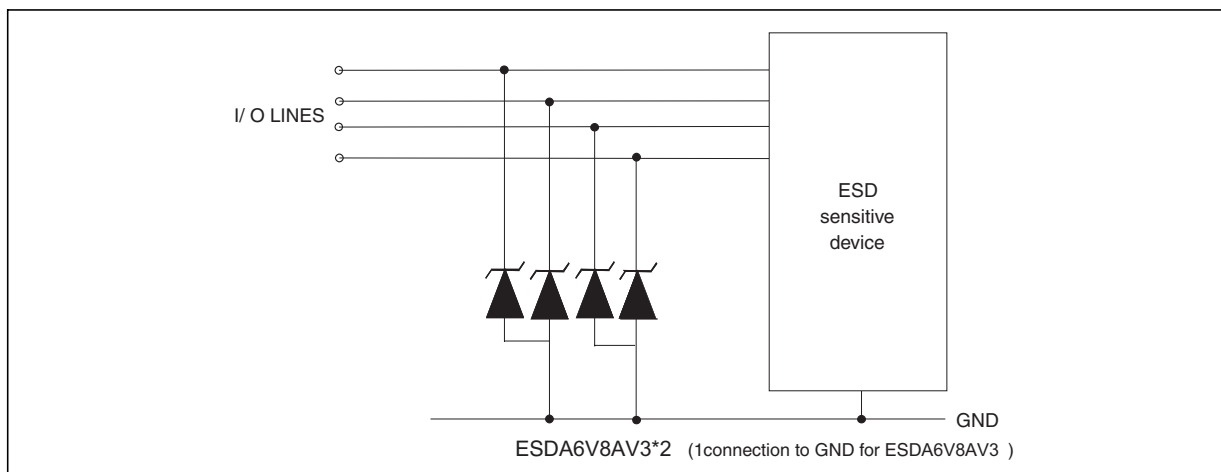 I/ O LINES
ESD
sensitive
device
GND
ESDA6V8AV3*2 (1connection to GND for ESDA6V8AV3 )